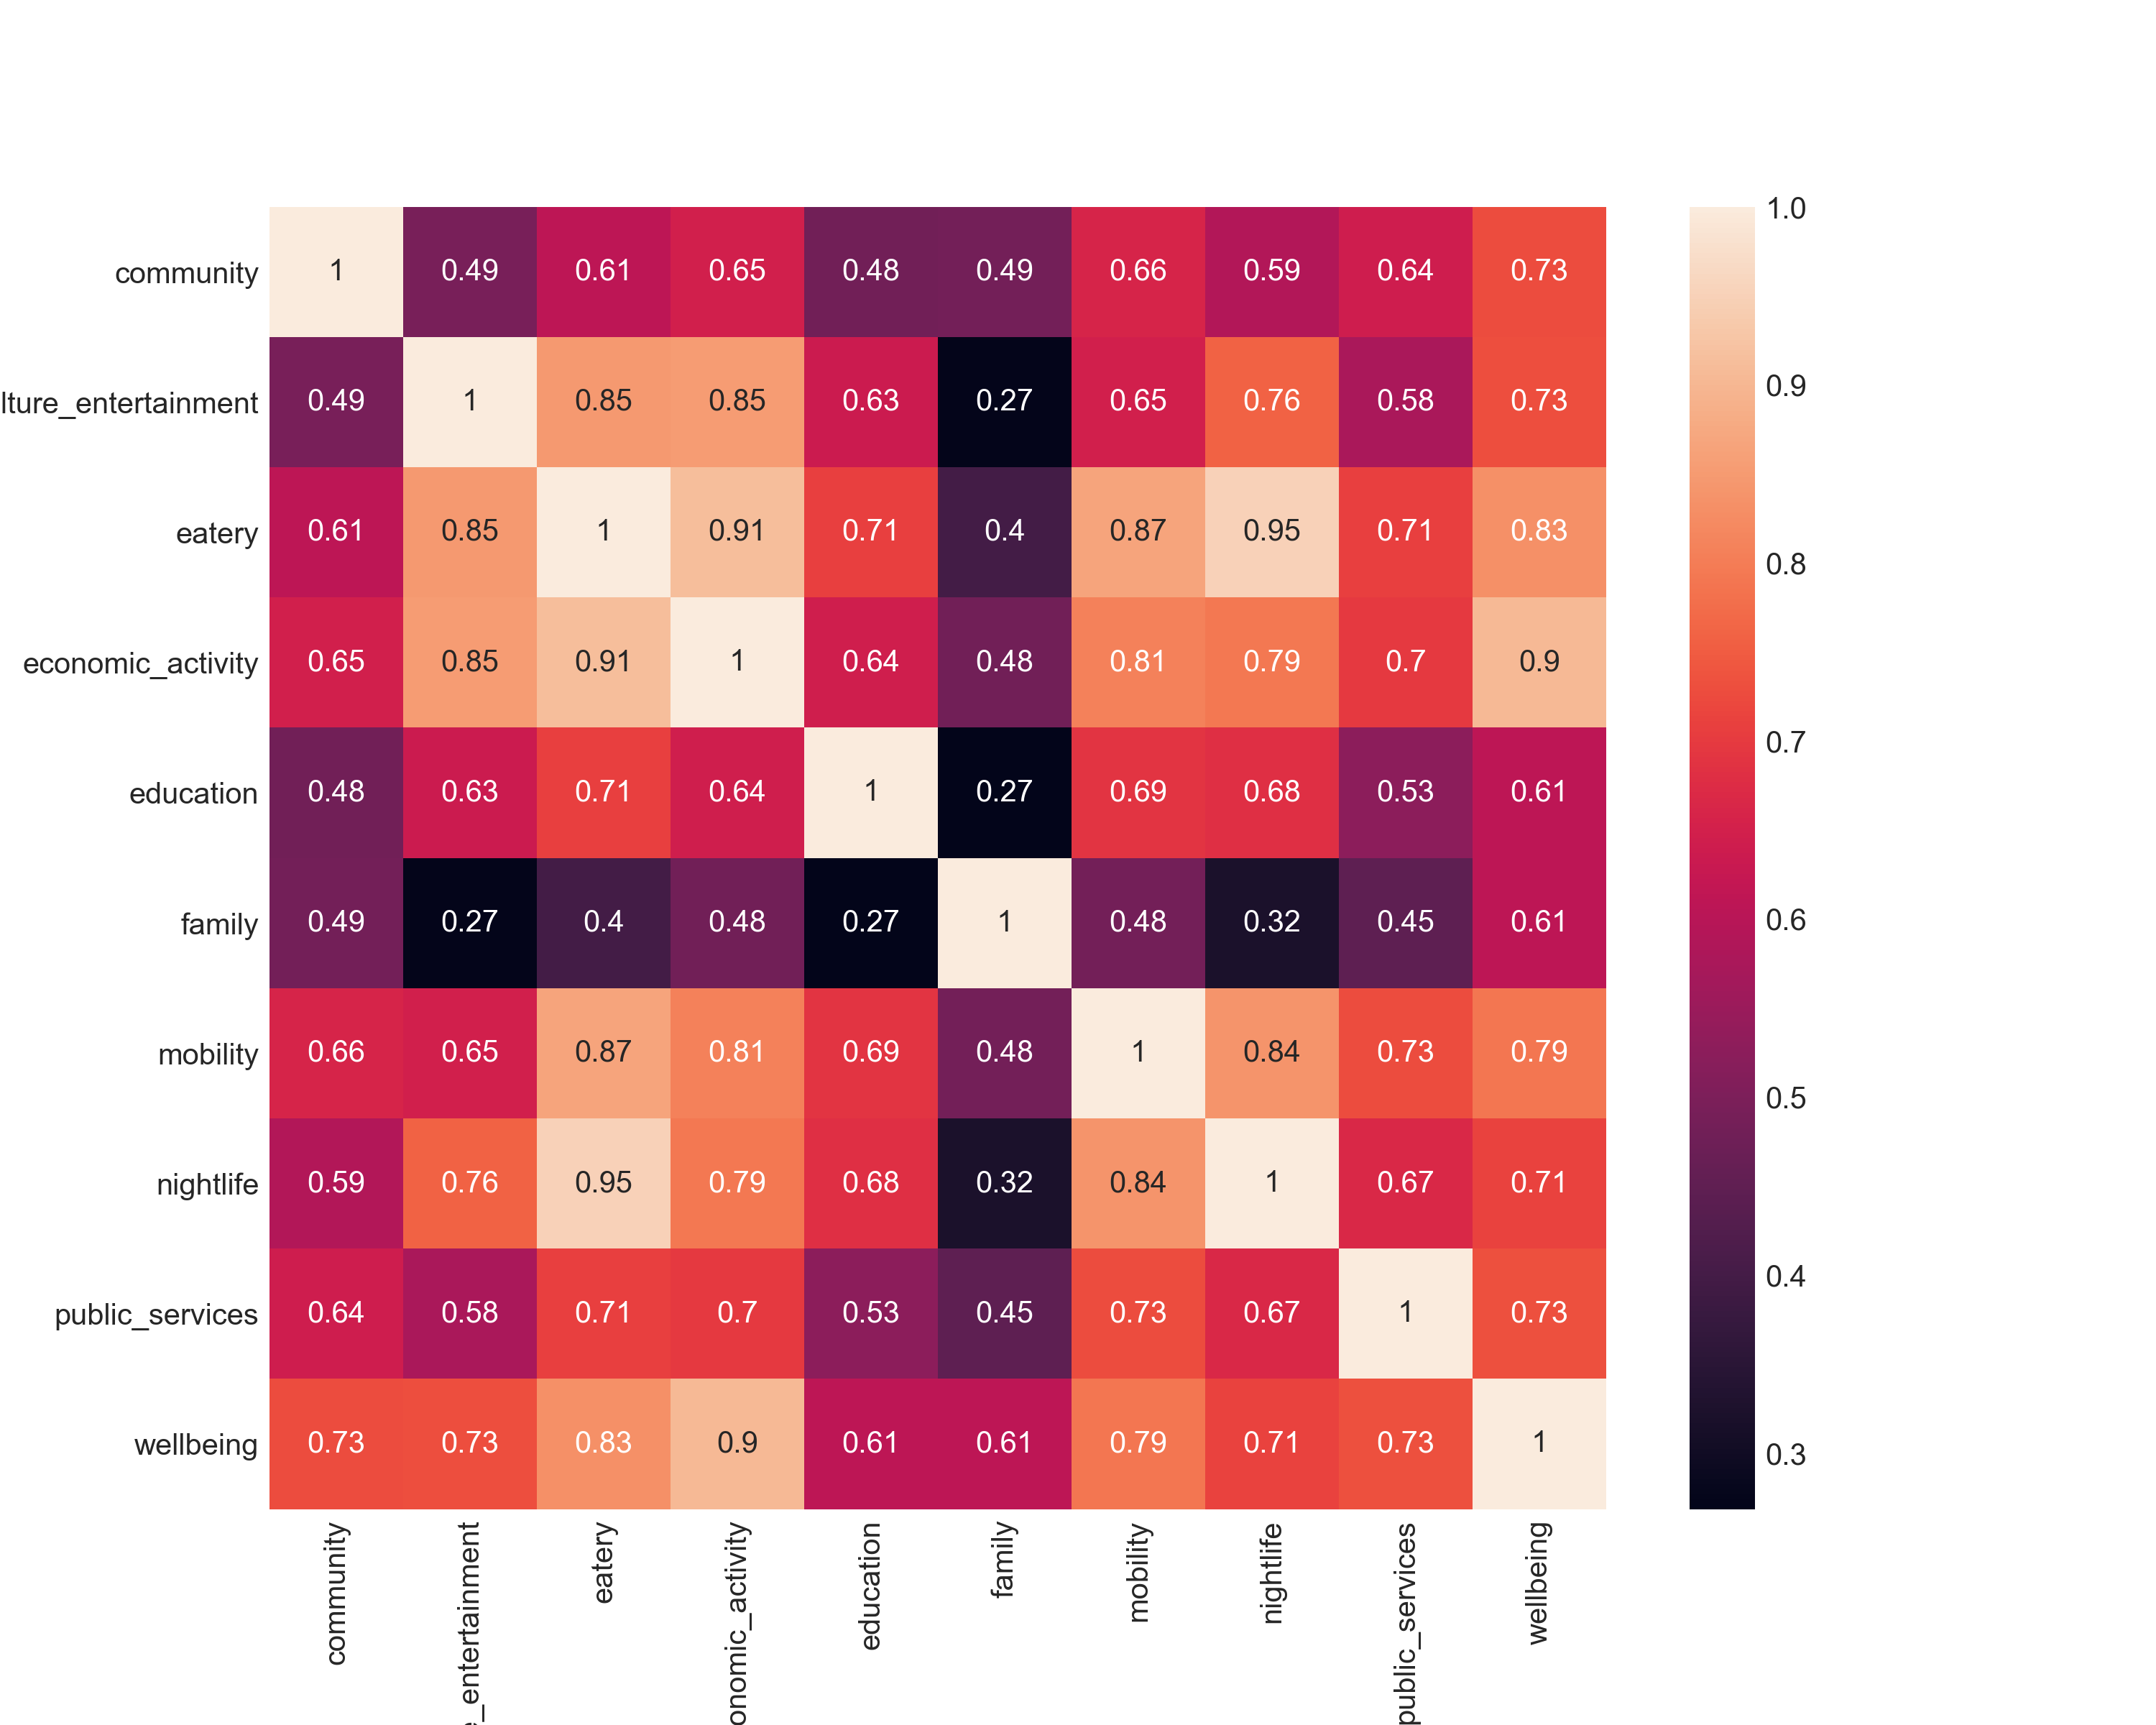 community 1 0.49 0.61 0.65 0.48 0.49 0.66 0.59 0.64 0.73
lture_entertainment 0.49 1 0.85 0.85 0.63 0.27 0.65 0.76 0.58 0.73
eatery 0.61 0.85 1 0.91 0.71 0.4 0.87 0.95 0.71 0.83
economic_activity 0.65 0.85 0.91 1 0.64 0.48 0.81 0.79 0.7 0.9
education 0.48 0.63 0.71 0.64 1 0.27 0.69 0.68 0.53 0.61
family 0.49 0.27 0.4 0.48 0.27 1 0.48 0.32 0.45 0.61
mobility 0.66 0.65 0.87 0.81 0.69 0.48 1 0.84 0.73 0.79
nightlife 0.59 0.76 0.95 0.79 0.68 0.32 0.84 1 0.67 0.71
public_services 0.64 0.58 0.71 0.7 0.53 0.45 0.73 0.67 1 0.73
wellbeing 0.73 0.73 0.83 0.9 0.61 0.61 0.79 0.71 0.73 1
community
e_entertainment
eatery
onomic_activity
education
family
mobility
nightlife
public_services
wellbeing
1.0
0.9
0.8
0.7
0.6
0.5
0.4
0.3